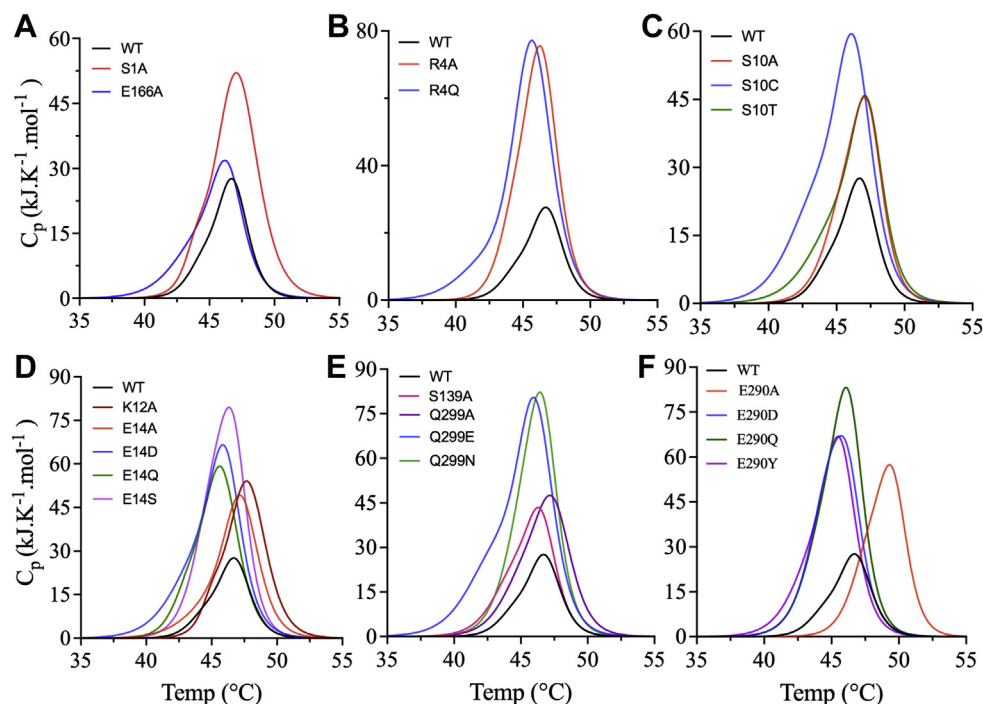 A
Cp (kJ.K-1.mol-1)
60
45
30
15
0
35 40 45 50 55
WT
S1A
E166A
B
80
40
0
35 40 45 50 55
WT
R4A
R4Q
C
60
45
30
15
0
35 40 45 50 55
WT
S10A
S10C
S10T
D
Cp (kJ.K-1.mol-1)
90
75
60
45
30
15
0
35 40 45 50 55
Temp (°C)
WT
K12A
E14A
E14D
E14Q
E14S
E
90
75
60
45
30
15
0
35 40 45 50 55
Temp (°C)
WT
S139A
Q299A
Q299E
Q299N
F
90
75
60
45
30
15
0
35 40 45 50 55
Temp (°C)
WT
E290A
E290D
E290Q
E290Y